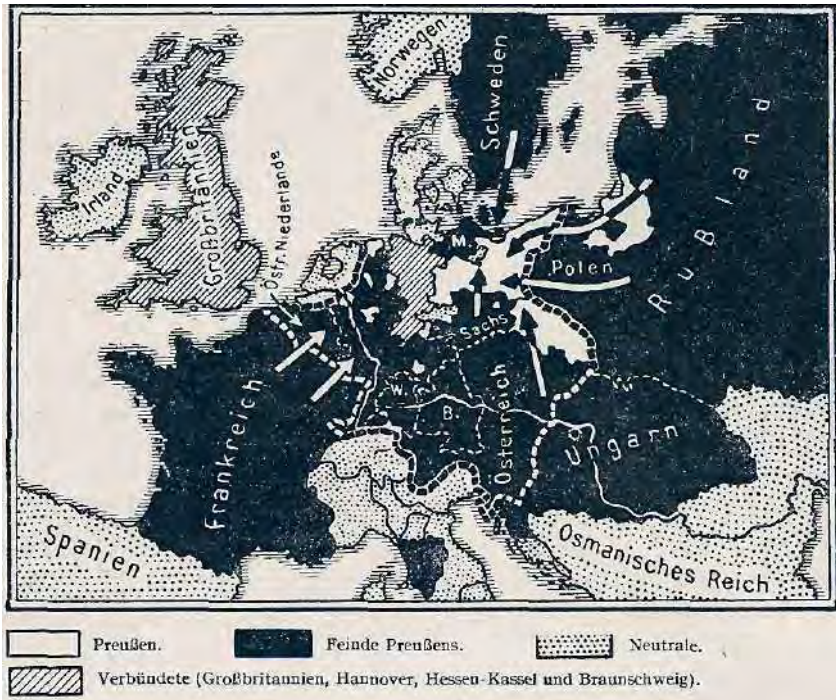 Norwegen
Schweden
Irland
Großbritannien
Östr. Niederlande
Rußland
M.
Polen
Sachs.
Frankreich
W.
B.
Österreich
Ungarn
Spanien
Osmanisches Reich
Preußen.
Feinde Preußens.
Neutrale.
Verbündete (Großbritannien, Hannover, Hessen-Kassel und Braunschweig).